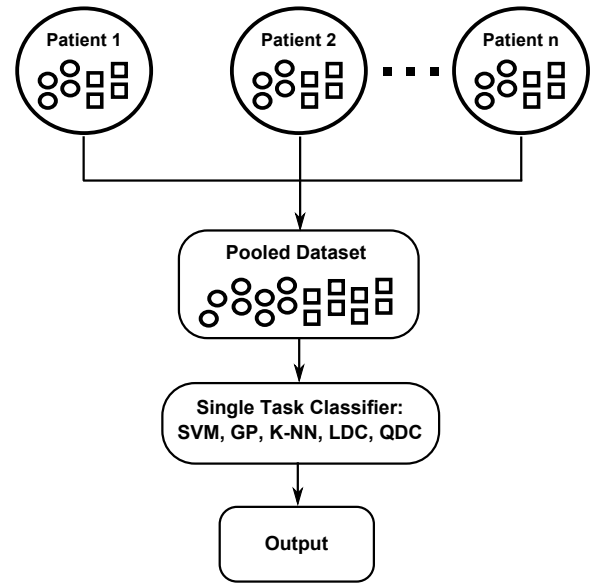 Patient 1
Patient 2
Patient n
Pooled Dataset
Single Task Classifier:
SVM, GP, K-NN, LDC, QDC
Output